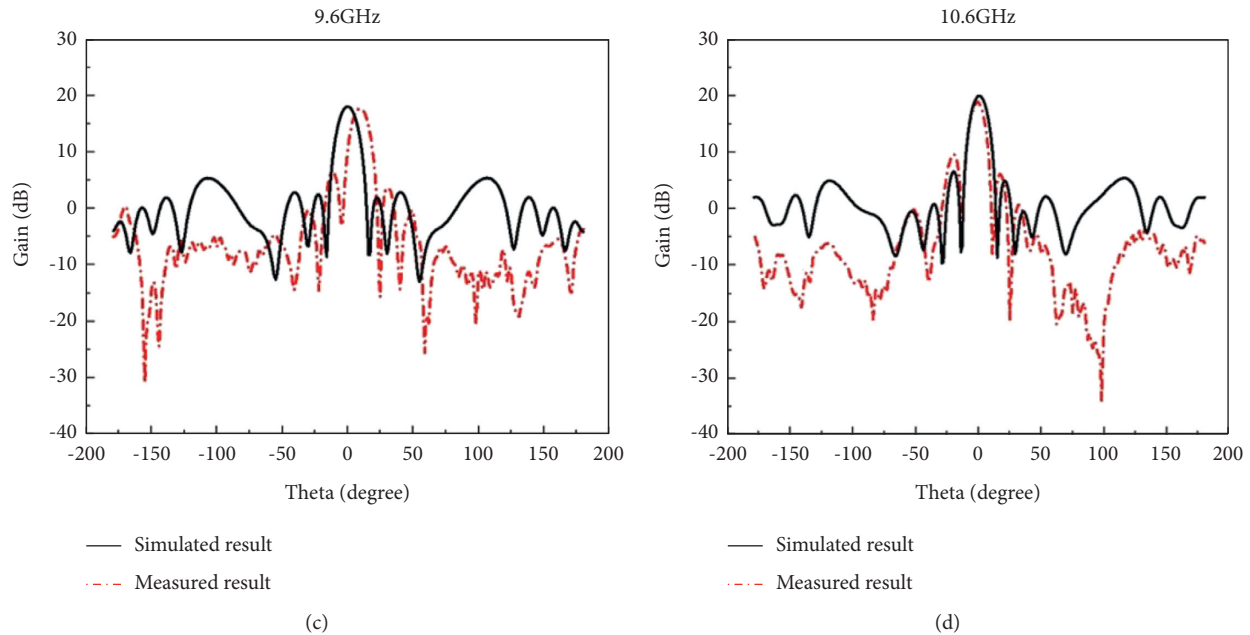 9.6GHz
30
20
10
0
-10
-20
-30
-40
Gain (dB)
-200 -150 -100 -50 0 50 100 150 200
Theta (degree)
Simulated result
Measured result
(c)
10.6GHz
30
20
10
0
-10
-20
-30
-40
Gain (dB)
-200 -150 -100 -50 0 50 100 150 200
Theta (degree)
Simulated result
Measured result
(d)